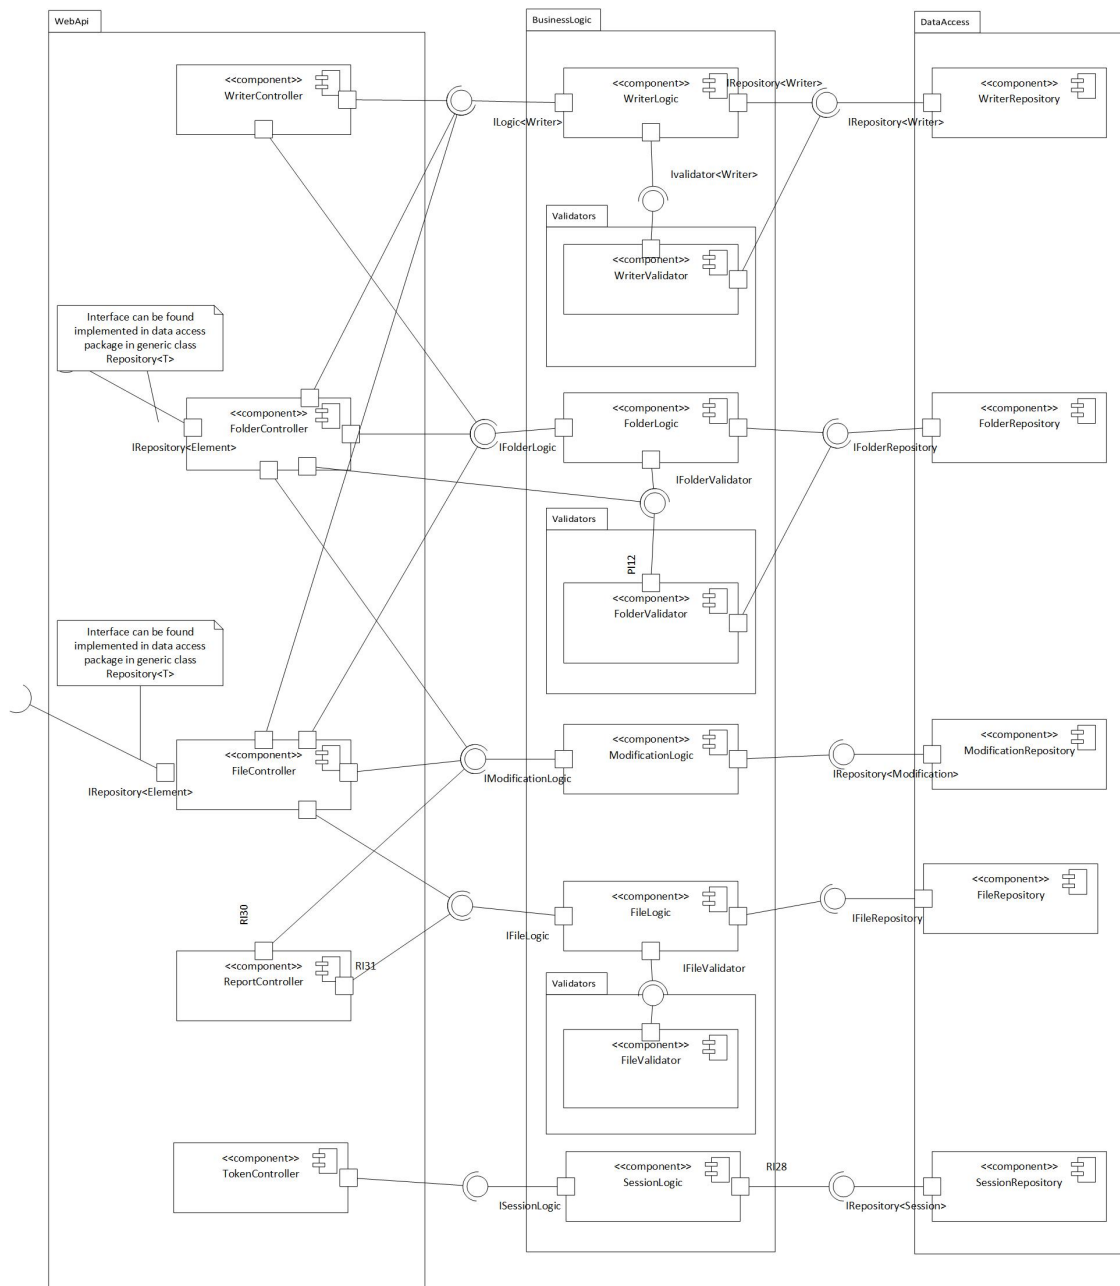 WebApi
BusinessLogic
DataAccess
<<component>>
WriterController
<<component>>
WriterLogic
IRepository<Writer>
<<component>>
WriterRepository
ILogic<Writer>
IRepository<Writer>
Ivalidator<Writer>
Validators
<<component>>
WriterValidator
Interface can be found
implemented in data access
package in generic class
Repository<T>
<<component>>
FolderController
IRepository<Element>
<<component>>
FolderLogic
IFolderLogic
<<component>>
FolderRepository
IFolderRepository
IFolderValidator
Validators
PI12
<<component>>
FolderValidator
Interface can be found
implemented in data access
package in generic class
Repository<T>
<<component>>
FileController
IRepository<Element>
<<component>>
ModificationLogic
IModificationLogic
<<component>>
ModificationRepository
IRepository<Modification>
<<component>>
FileLogic
IFileLogic
<<component>>
FileRepository
IFileRepository
RI30
<<component>>
ReportController
RI31
IFileValidator
Validators
<<component>>
FileValidator
<<component>>
TokenController
<<component>>
SessionLogic
RI28
<<component>>
SessionRepository
ISessionLogic
IRepository<Session>